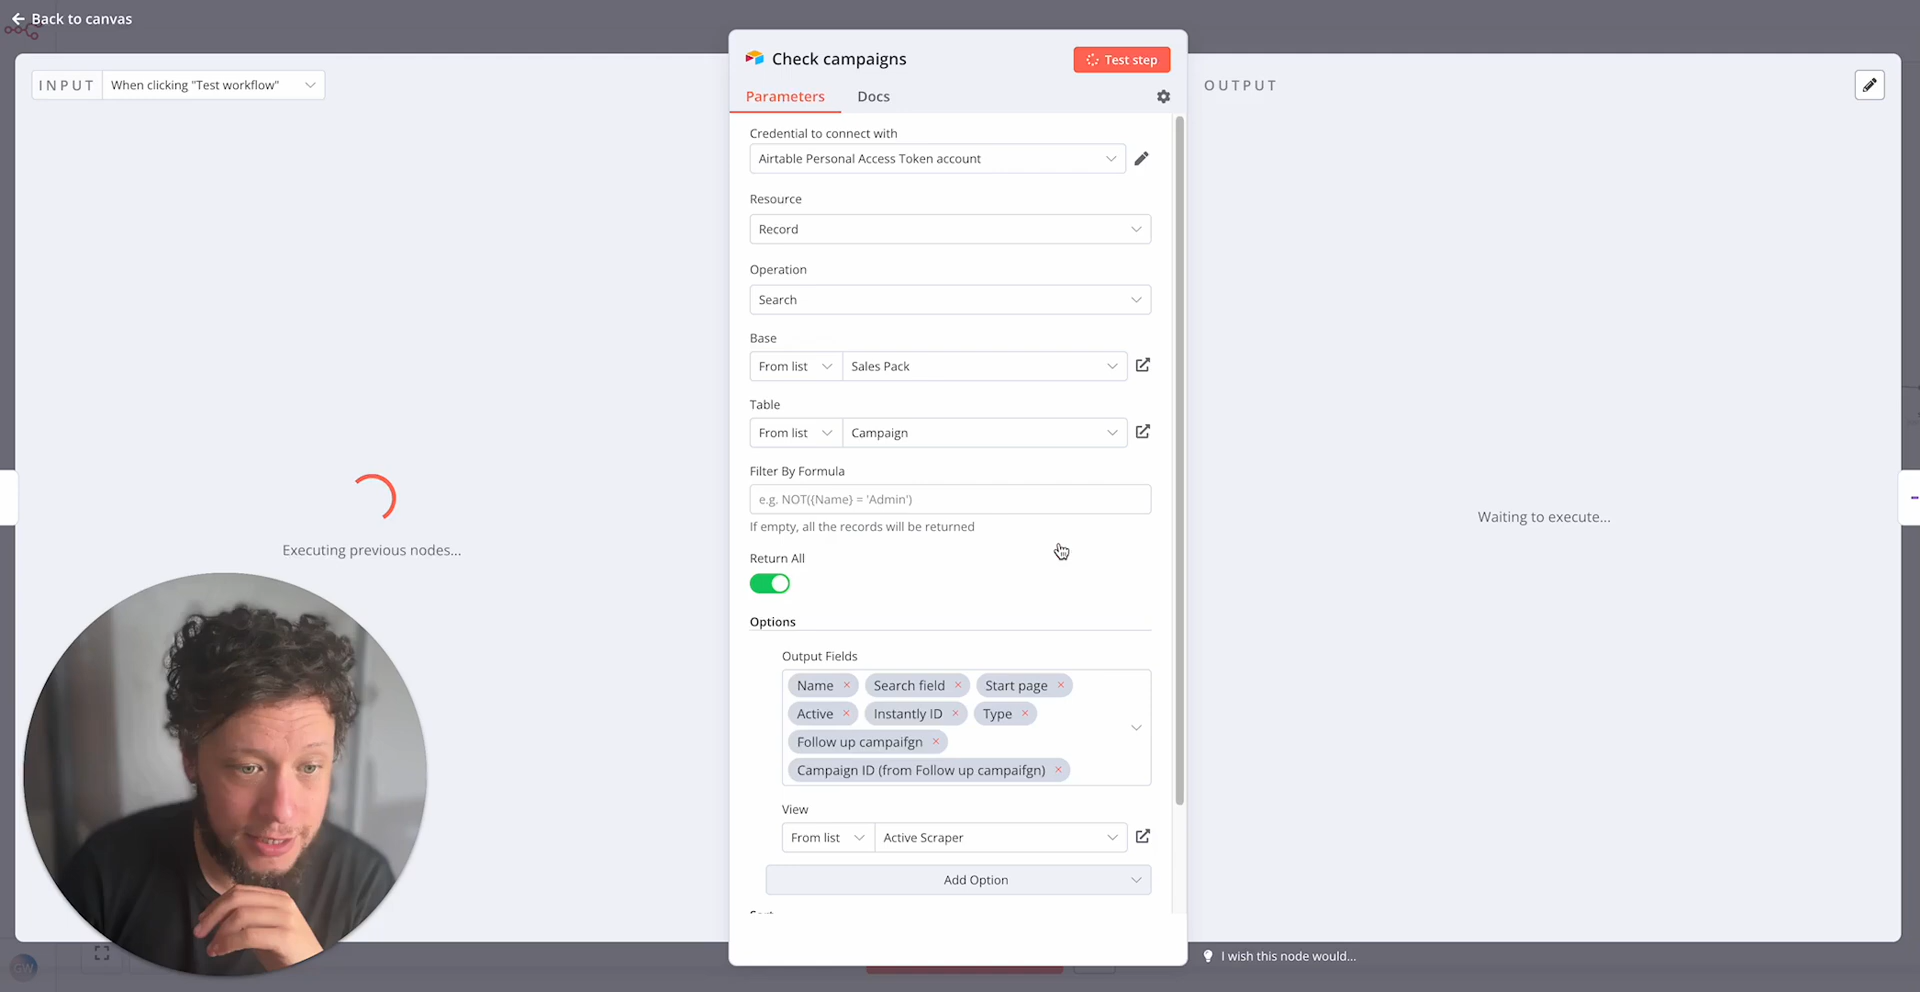 Back to canvas
INPUT When clicking "Test workflow"
Check campaigns
Test step
Parameters Docs
OUTPUT
Credential to connect with
Airtable Personal Access Token account
Resource
Record
Operation
Search
Base
From list Sales Pack
Table
From list Campaign
Filter By Formula
e.g. NOT({Name} = 'Admin')
If empty, all the records will be returned
Return All
Executing previous nodes...
Waiting to execute...
Options
Output Fields
Name × Search field × Start page ×
Active × Instantly ID × Type ×
Follow up campaifgn ×
Campaign ID (from Follow up campaifgn) ×
View
From list Active Scraper
Add Option
I wish this node would...
GW